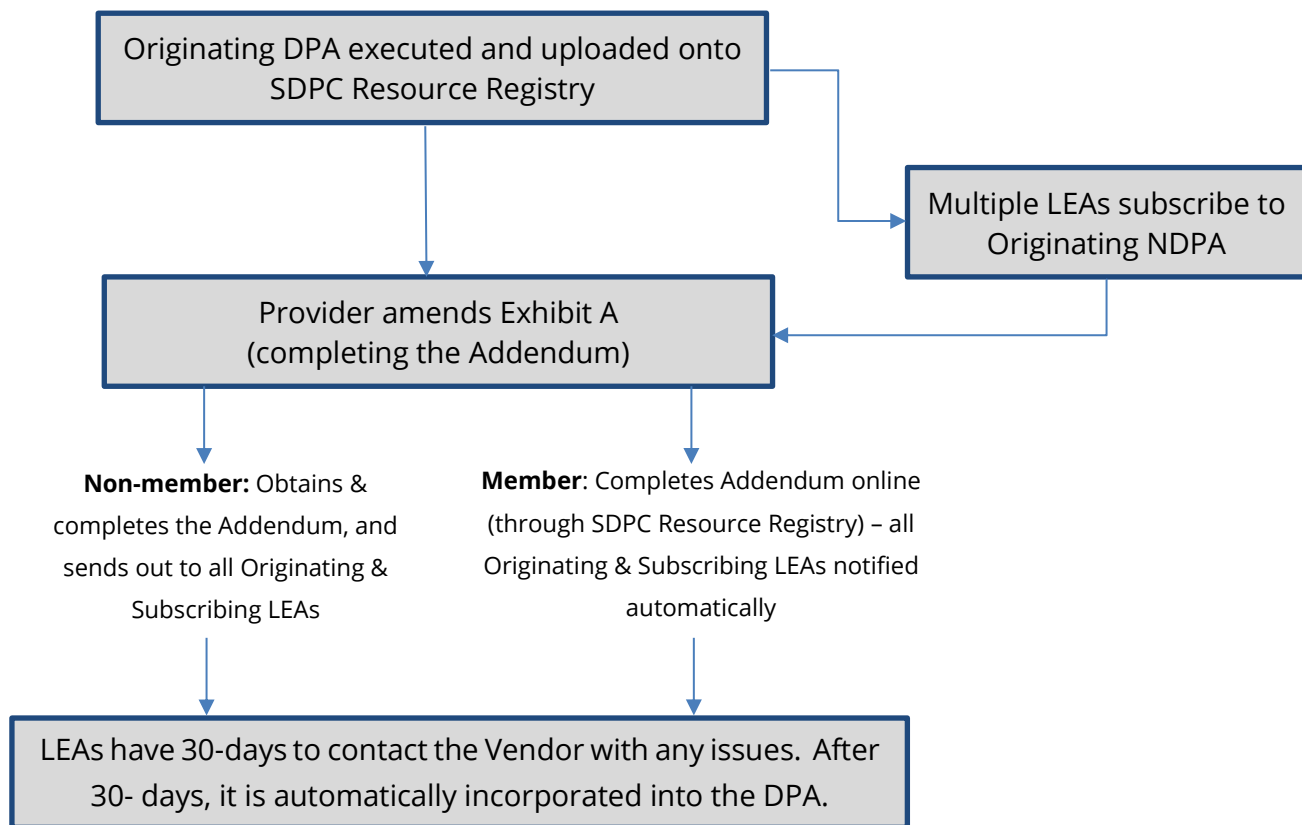 Originating DPA executed and uploaded onto
SDPC Resource Registry
Multiple LEAs subscribe to
Originating NDPA
Provider amends Exhibit A
(completing the Addendum)
Non-member: Obtains &
completes the Addendum, and
sends out to all Originating &
Subscribing LEAs
Member: Completes Addendum online
(through SDPC Resource Registry) – all
Originating & Subscribing LEAs notified
automatically
LEAs have 30-days to contact the Vendor with any issues. After
30- days, it is automatically incorporated into the DPA.